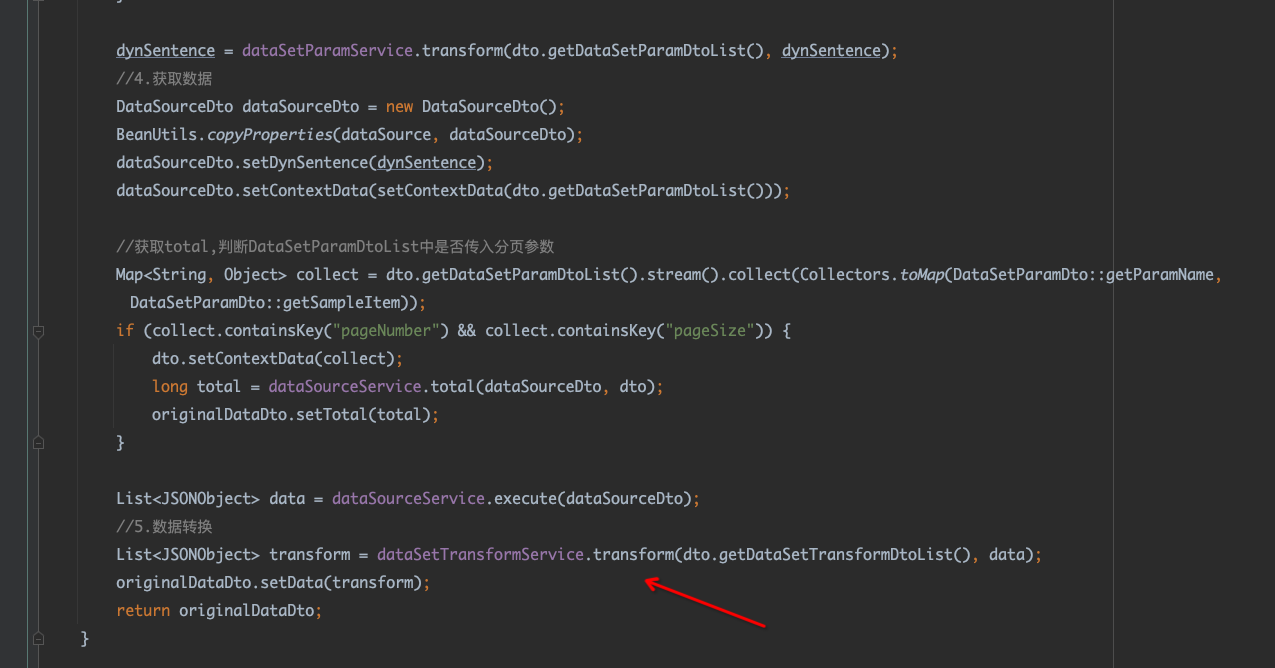 }
dynSentence = dataSetParamService.transform(dto.getDataSetParamDtoList(), dynSentence);
//4.获取数据
DataSourceDto dataSourceDto = new DataSourceDto();
BeanUtils.copyProperties(dataSource, dataSourceDto);
dataSourceDto.setDynSentence(dynSentence);
dataSourceDto.setContextData(setContextData(dto.getDataSetParamDtoList()));
//获取total,判断DataSetParamDtoList中是否传入分页参数
Map<String, Object> collect = dto.getDataSetParamDtoList().stream().collect(Collectors.toMap(DataSetParamDto::getParamName,
DataSetParamDto::getSampleItem));
if (collect.containsKey("pageNumber") && collect.containsKey("pageSize")) {
dto.setContextData(collect);
long total = dataSourceService.total(dataSourceDto, dto);
originalDataDto.setTotal(total);
}
List<JSONObject> data = dataSourceService.execute(dataSourceDto);
//5.数据转换
List<JSONObject> transform = dataSetTransformService.transform(dto.getDataSetTransformDtoList(), data);
originalDataDto.setData(transform);
return originalDataDto;
}